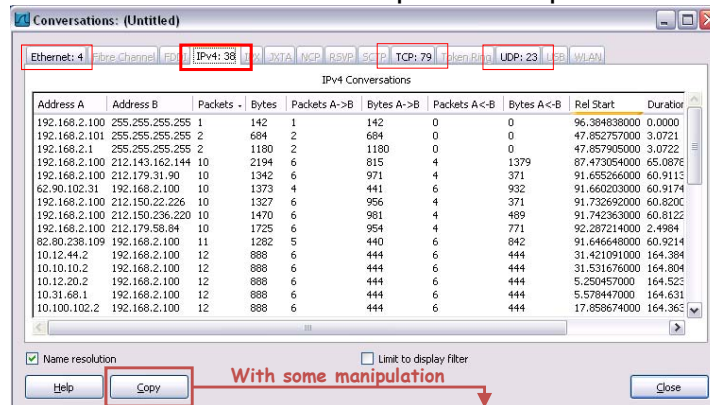 Conversations: (Untitled)
Ethernet: 4 Fibre Channel FDDI IPv4: 38 IPX JXTA NCP RSVP SCTP TCP: 79 Token Ring UDP: 23 USB WLAN
IPv4 Conversations
Address A Address B Packets Bytes Packets A->B Bytes A->B Packets A<-B Bytes A<-B Rel Start Duration
192.168.2.100 255.255.255.255 1 142 1 142 0 0 96.384838000 0.0000
192.168.2.101 255.255.255.255 2 684 2 684 0 0 47.852757000 3.0721
192.168.2.1 255.255.255.255 2 1180 2 1180 0 0 47.857905000 3.0722
192.168.2.100 212.143.162.144 10 2194 6 815 4 1379 87.473054000 65.0878
192.168.2.100 212.179.31.90 10 1342 6 971 4 371 91.655266000 60.9113
62.90.102.31 192.168.2.100 10 1373 4 441 6 932 91.660203000 60.9174
192.168.2.100 212.150.22.226 10 1327 6 956 4 371 91.732692000 60.8200
192.168.2.100 212.150.236.220 10 1470 6 981 4 489 91.742363000 60.8122
192.168.2.100 212.179.58.84 10 1725 6 954 4 771 92.287214000 2.4984
82.80.238.109 192.168.2.100 11 1282 5 440 6 842 91.646648000 60.9214
10.12.44.2 192.168.2.100 12 888 6 444 6 444 31.421091000 164.384
10.10.10.2 192.168.2.100 12 888 6 444 6 444 31.531676000 164.804
10.12.20.2 192.168.2.100 12 888 6 444 6 444 5.250457000 164.523
10.31.68.1 192.168.2.100 12 888 6 444 6 444 5.578447000 164.631
10.100.102.2 192.168.2.100 12 888 6 444 6 444 17.858674000 164.363
Name resolution Limit to display filter
With some manipulation
Help Copy Close